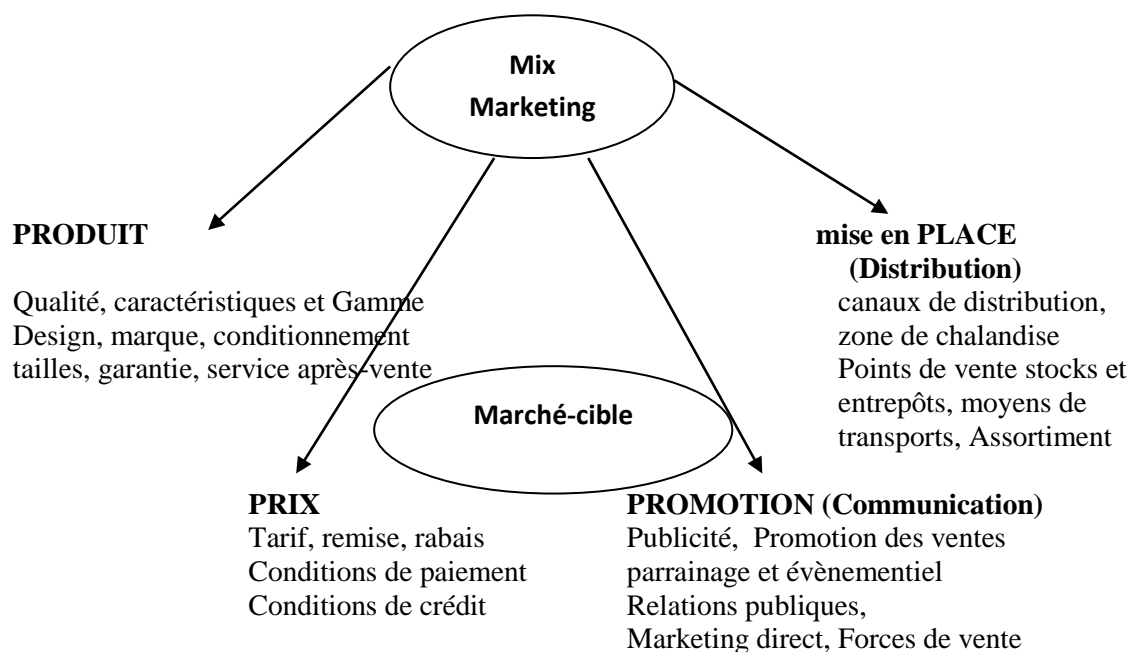 Mix
Marketing
PRODUIT
Qualité, caractéristiques et Gamme
Design, marque, conditionnement
tailles, garantie, service après-vente
mise en PLACE
(Distribution)
canaux de distribution,
zone de chalandise
Points de vente stocks et
entrepôts, moyens de
transports, Assortiment
Marché-cible
PRIX
Tarif, remise, rabais
Conditions de paiement
Conditions de crédit
PROMOTION (Communication)
Publicité,  Promotion des ventes
parrainage et évènementiel
Relations publiques,
Marketing direct, Forces de vente